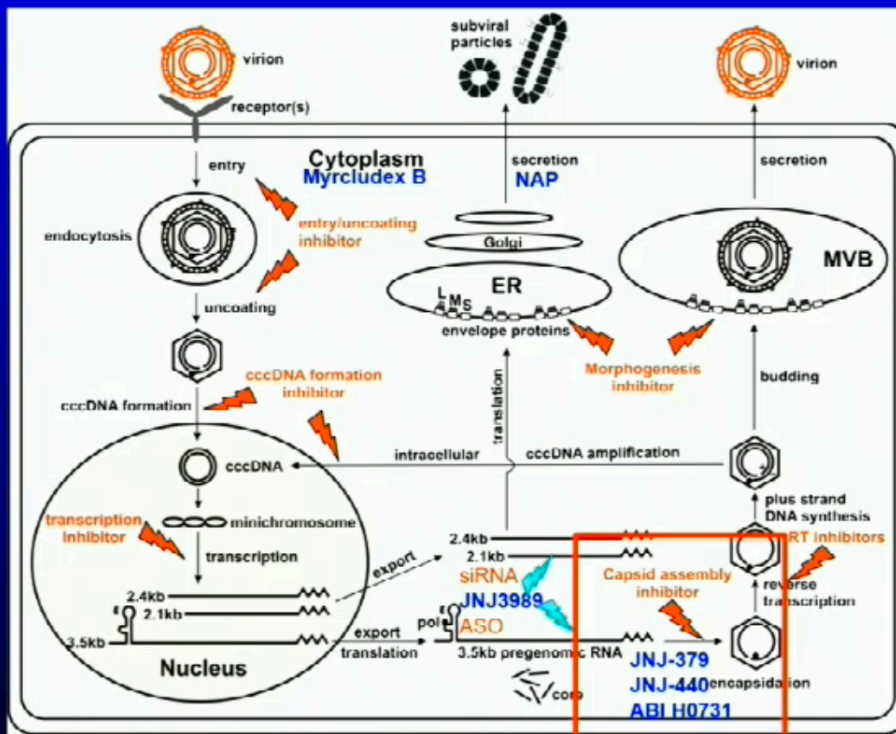 subviral
particles
virion
virion
receptor(s)
entry
Cytoplasm
Myrcludex B
secretion
NAP
secretion
endocytosis
entry/uncoating
inhibitor
Golgi
ER
MVB
LMS
envelope proteins
uncoating
Morphogenesis
inhibitor
budding
cccDNA formation
inhibitor
cccDNA formation
translation
intracellular
cccDNA amplification
cccDNA
minichromosome
transcription
inhibitor
transcription
plus strand
DNA synthesis
RT inhibitors
export
2.4kb
2.1kb
siRNA
JNJ3989
ASO
Capsid assembly
inhibitor
reverse
transcription
2.4kb
2.1kb
3.5kb
ε
export
translation
pol
ε
3.5kb pregenomic RNA
Nucleus
core
JNJ-379
JNJ-440
encapsidation
ABI H0731